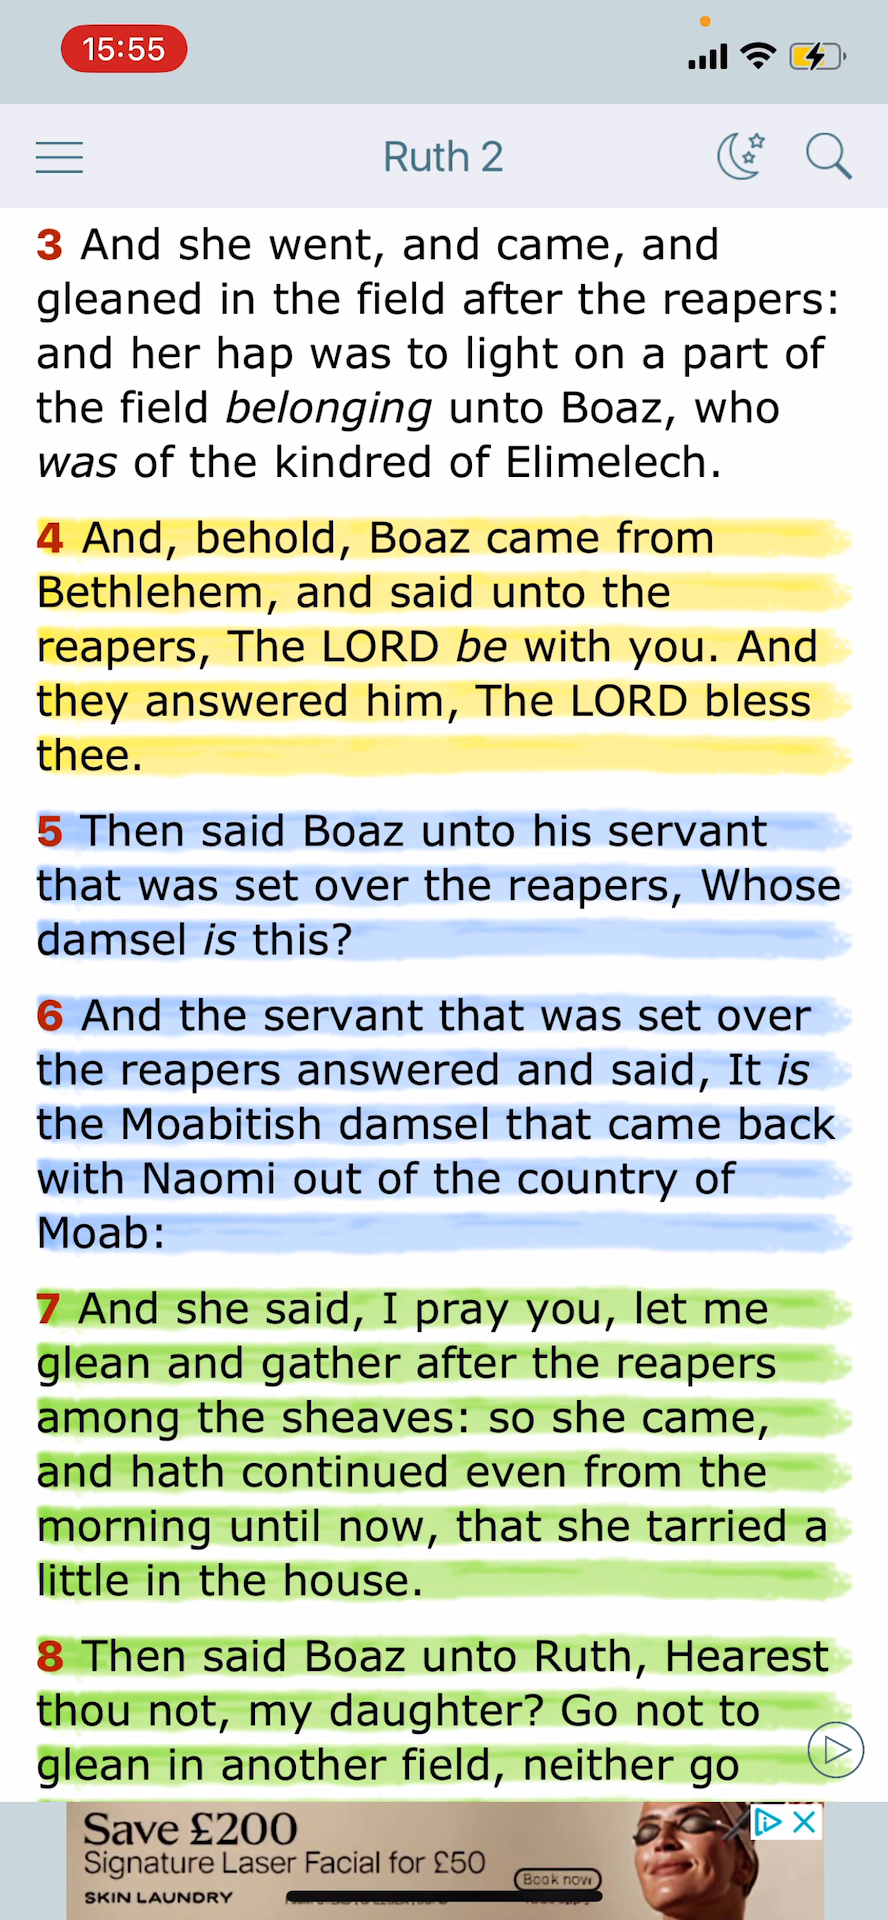 15:55
Ruth 2
3 And she went, and came, and
gleaned in the field after the reapers:
and her hap was to light on a part of
the field belonging unto Boaz, who
was of the kindred of Elimelech.
4 And, behold, Boaz came from
Bethlehem, and said unto the
reapers, The LORD be with you. And
they answered him, The LORD bless
thee.
5 Then said Boaz unto his servant
that was set over the reapers, Whose
damsel is this?
6 And the servant that was set over
the reapers answered and said, It is
the Moabitish damsel that came back
with Naomi out of the country of
Moab:
7 And she said, I pray you, let me
glean and gather after the reapers
among the sheaves: so she came,
and hath continued even from the
morning until now, that she tarried a
little in the house.
8 Then said Boaz unto Ruth, Hearest
thou not, my daughter? Go not to
glean in another field, neither go
Save £200
Signature Laser Facial for £50
Book now
SKIN LAUNDRY